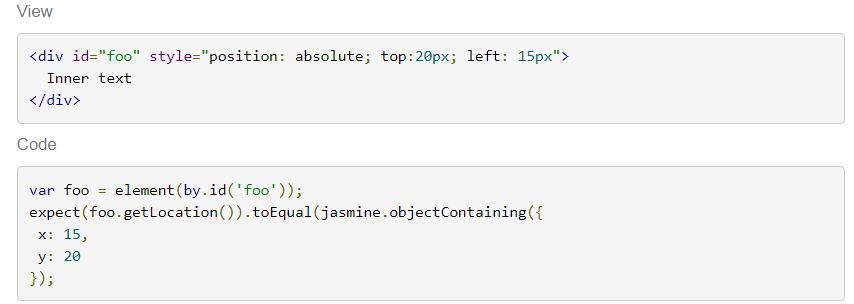 View
<div id="foo" style="position: absolute; top:20px; left: 15px">
  Inner text
</div>
Code
var foo = element(by.id('foo'));
expect(foo.getLocation()).toEqual(jasmine.objectContaining({
 x: 15,
 y: 20
});